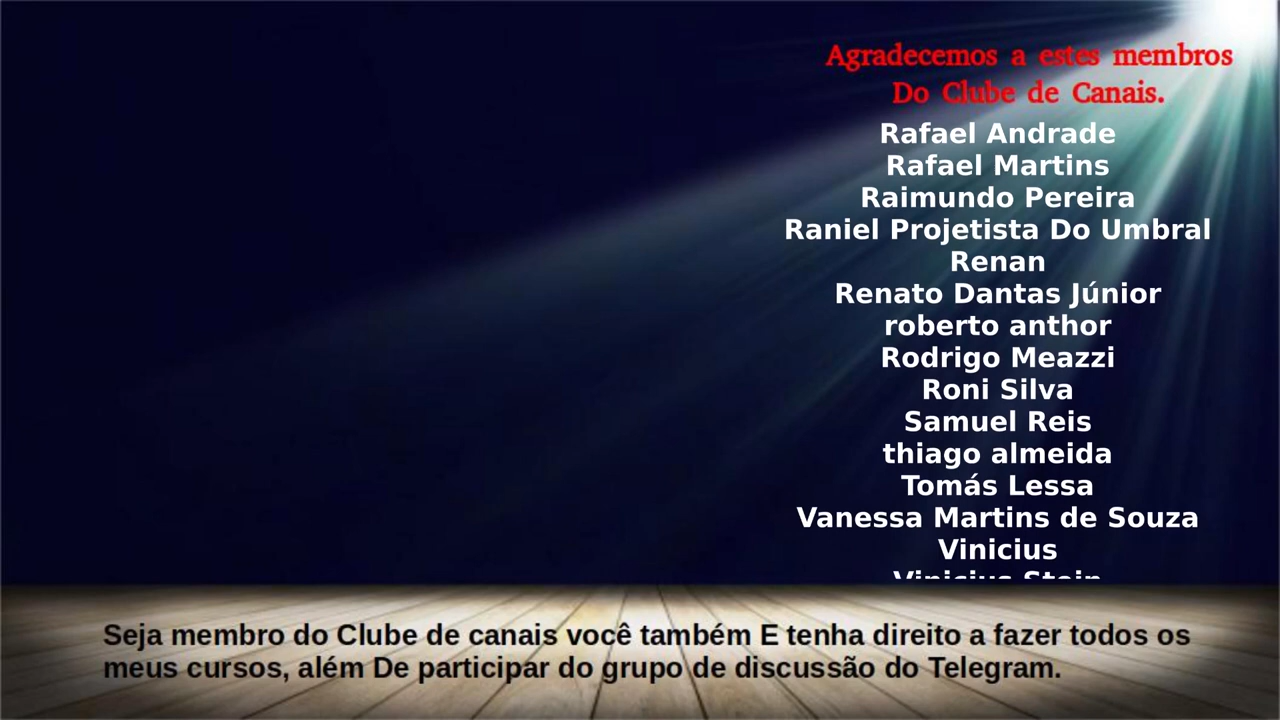 Agradecemos a estes membros
Do Clube de Canais.
Rafael Andrade
Rafael Martins
Raimundo Pereira
Raniel Projetista Do Umbral
Renan
Renato Dantas Júnior
roberto anthor
Rodrigo Meazzi
Roni Silva
Samuel Reis
thiago almeida
Tomás Lessa
Vanessa Martins de Souza
Vinicius
Vinicius Stein
Seja membro do Clube de canais você também E tenha direito a fazer todos os
meus cursos, além De participar do grupo de discussão do Telegram.